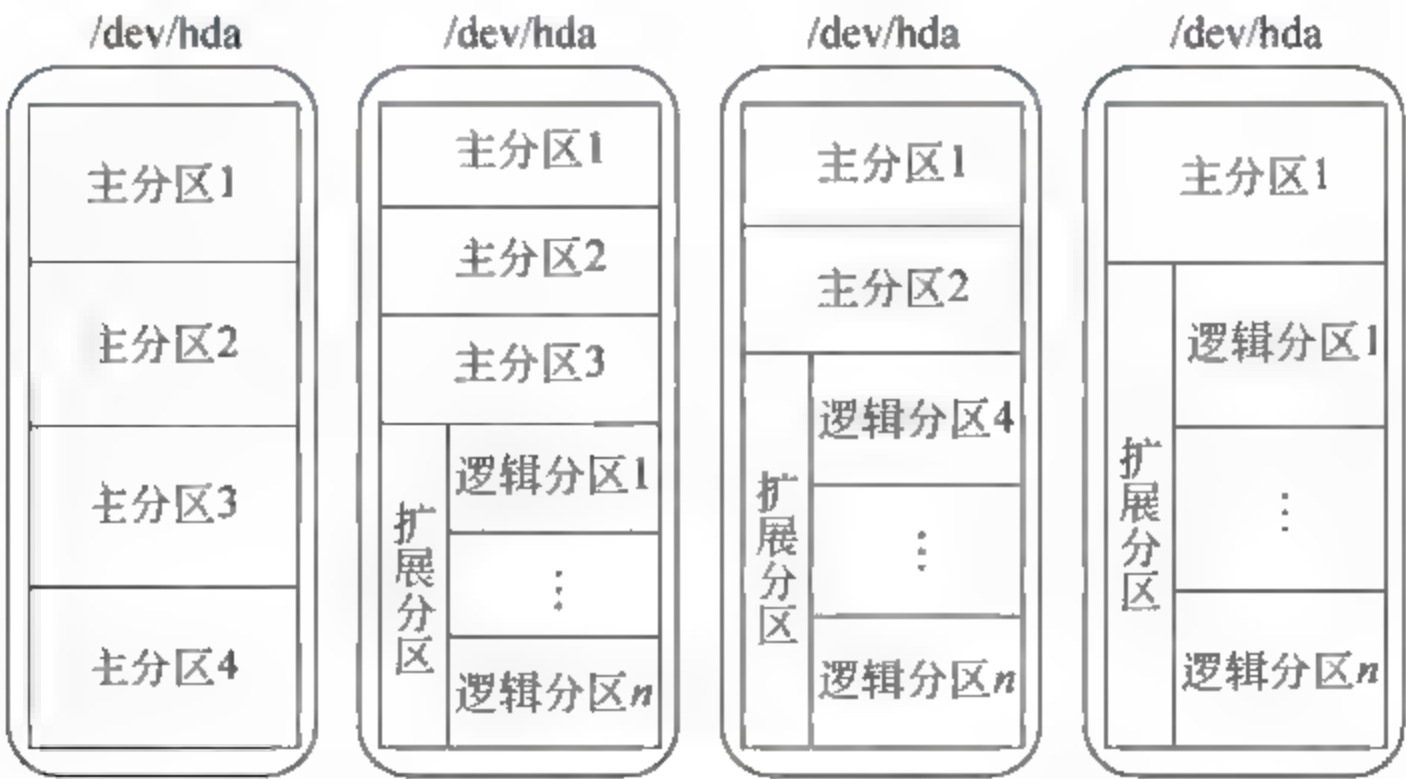 /dev/hda
主分区1
主分区2
主分区3
主分区4
/dev/hda
主分区1
主分区2
主分区3
扩展分区
逻辑分区1
⋮
逻辑分区n
/dev/hda
主分区1
主分区2
扩展分区
逻辑分区4
⋮
逻辑分区n
/dev/hda
主分区1
扩展分区
逻辑分区1
⋮
逻辑分区n